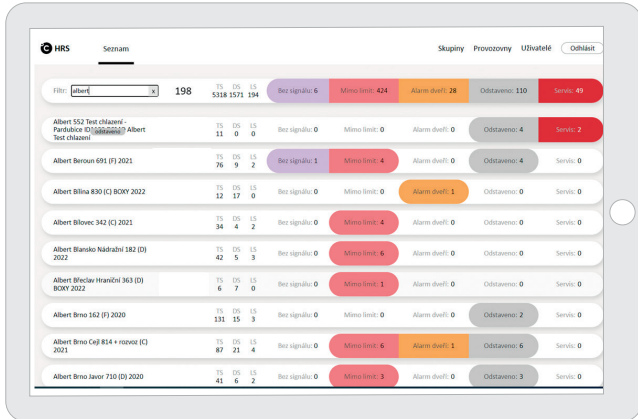 HRS Seznam Skupiny Provozovny Uživatelé Odhlásit
Filtr: albert x 198 TS DS LS Bez signálu: 6 Mimo limit: 424 Alarm dveří: 28 Odstaveno: 110 Servis: 49
5318 1571 194
Albert 552 Test chlazení -
Pardubice Albert
Test chlazení
odstaveno
TS DS LS Bez signálu: 0 Mimo limit: 0 Alarm dveří: 0 Odstaveno: 4 Servis: 2
11 0 0
Albert Beroun 691 (F) 2021 TS DS LS Bez signálu: 1 Mimo limit: 4 Alarm dveří: 0 Odstaveno: 4 Servis: 0
76 9 2
Albert Bílina 830 (C) BOXY 2022 TS DS LS Bez signálu: 0 Mimo limit: 0 Alarm dveří: 1 Odstaveno: 0 Servis: 0
12 17 0
Albert Bílovec 342 (C) 2021 TS DS LS Bez signálu: 0 Mimo limit: 4 Alarm dveří: 0 Odstaveno: 0 Servis: 0
34 4 2
Albert Blansko Nádražní 182 (D)
2022
TS DS LS Bez signálu: 0 Mimo limit: 6 Alarm dveří: 0 Odstaveno: 0 Servis: 0
42 5 3
Albert Břeclav Hraniční 363 (D)
BOXY 2022
TS DS LS Bez signálu: 0 Mimo limit: 1 Alarm dveří: 0 Odstaveno: 0 Servis: 0
6 7 0
Albert Brno 162 (F) 2020 TS DS LS Bez signálu: 0 Mimo limit: 0 Alarm dveří: 0 Odstaveno: 2 Servis: 0
131 15 3
Albert Brno Cejl 814 + rozvoz (C)
2021
TS DS LS Bez signálu: 0 Mimo limit: 6 Alarm dveří: 1 Odstaveno: 6 Servis: 0
87 21 4
Albert Brno Javor 710 (D) 2020 TS DS LS Bez signálu: 0 Mimo limit: 3 Alarm dveří: 0 Odstaveno: 3 Servis: 0
41 6 2